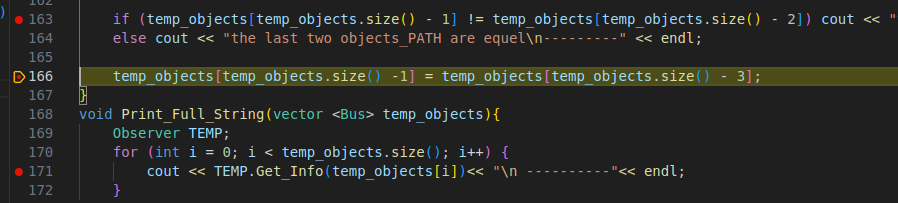 163 if (temp_objects[temp_objects.size() - 1] != temp_objects[temp_objects.size() - 2]) cout << "
164 else cout << "the last two objects_PATH are equel\n---------" << endl;
165
166 temp_objects[temp_objects.size() -1] = temp_objects[temp_objects.size() - 3];
167 }
168 void Print_Full_String(vector <Bus> temp_objects){
169 Observer TEMP;
170 for (int i = 0; i < temp_objects.size(); i++) {
171 cout << TEMP.Get_Info(temp_objects[i])<< "\n ----------"<< endl;
172 }